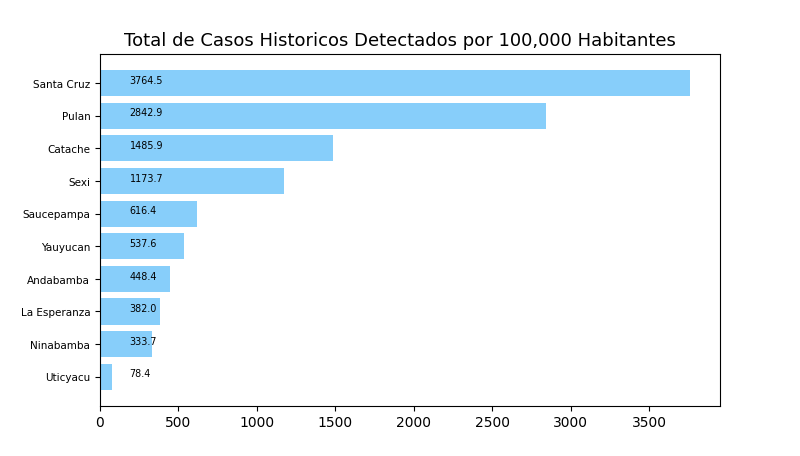 Total de Casos Historicos Detectados por 100,000 Habitantes
Santa Cruz 3764.5
Pulan 2842.9
Catache 1485.9
Sexi 1173.7
Saucepampa 616.4
Yauyucan 537.6
Andabamba 448.4
La Esperanza 382.0
Ninabamba 333.7
Uticyacu 78.4
0 500 1000 1500 2000 2500 3000 3500